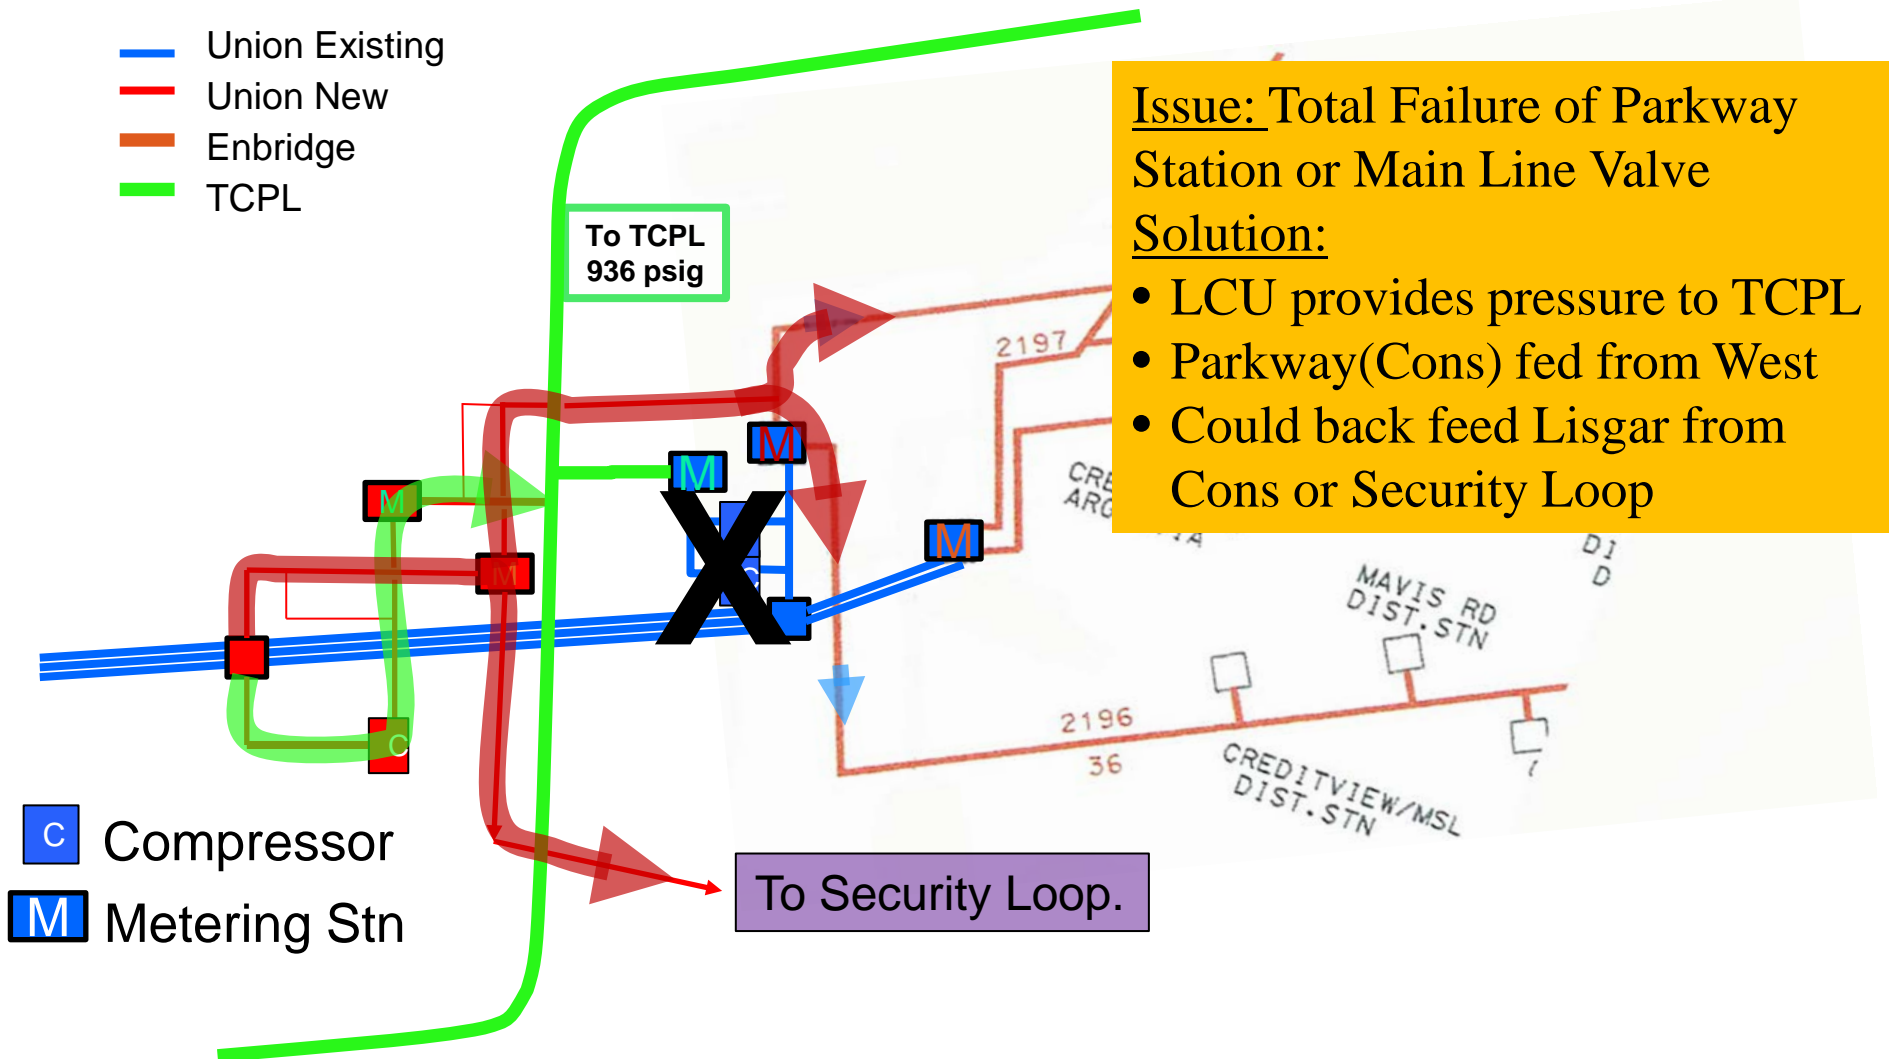 Union Existing
Union New
Enbridge
TCPL
To TCPL
936 psig
Issue: Total Failure of Parkway
Station or Main Line Valve
Solution:
• LCU provides pressure to TCPL
• Parkway(Cons) fed from West
• Could back feed Lisgar from
Cons or Security Loop
2197
M
M
M
M
M
C
C
X
2196
36
MAVIS RD
DIST.STN
CREDITVIEW/MSL
DIST.STN
C Compressor
M Metering Stn
To Security Loop.